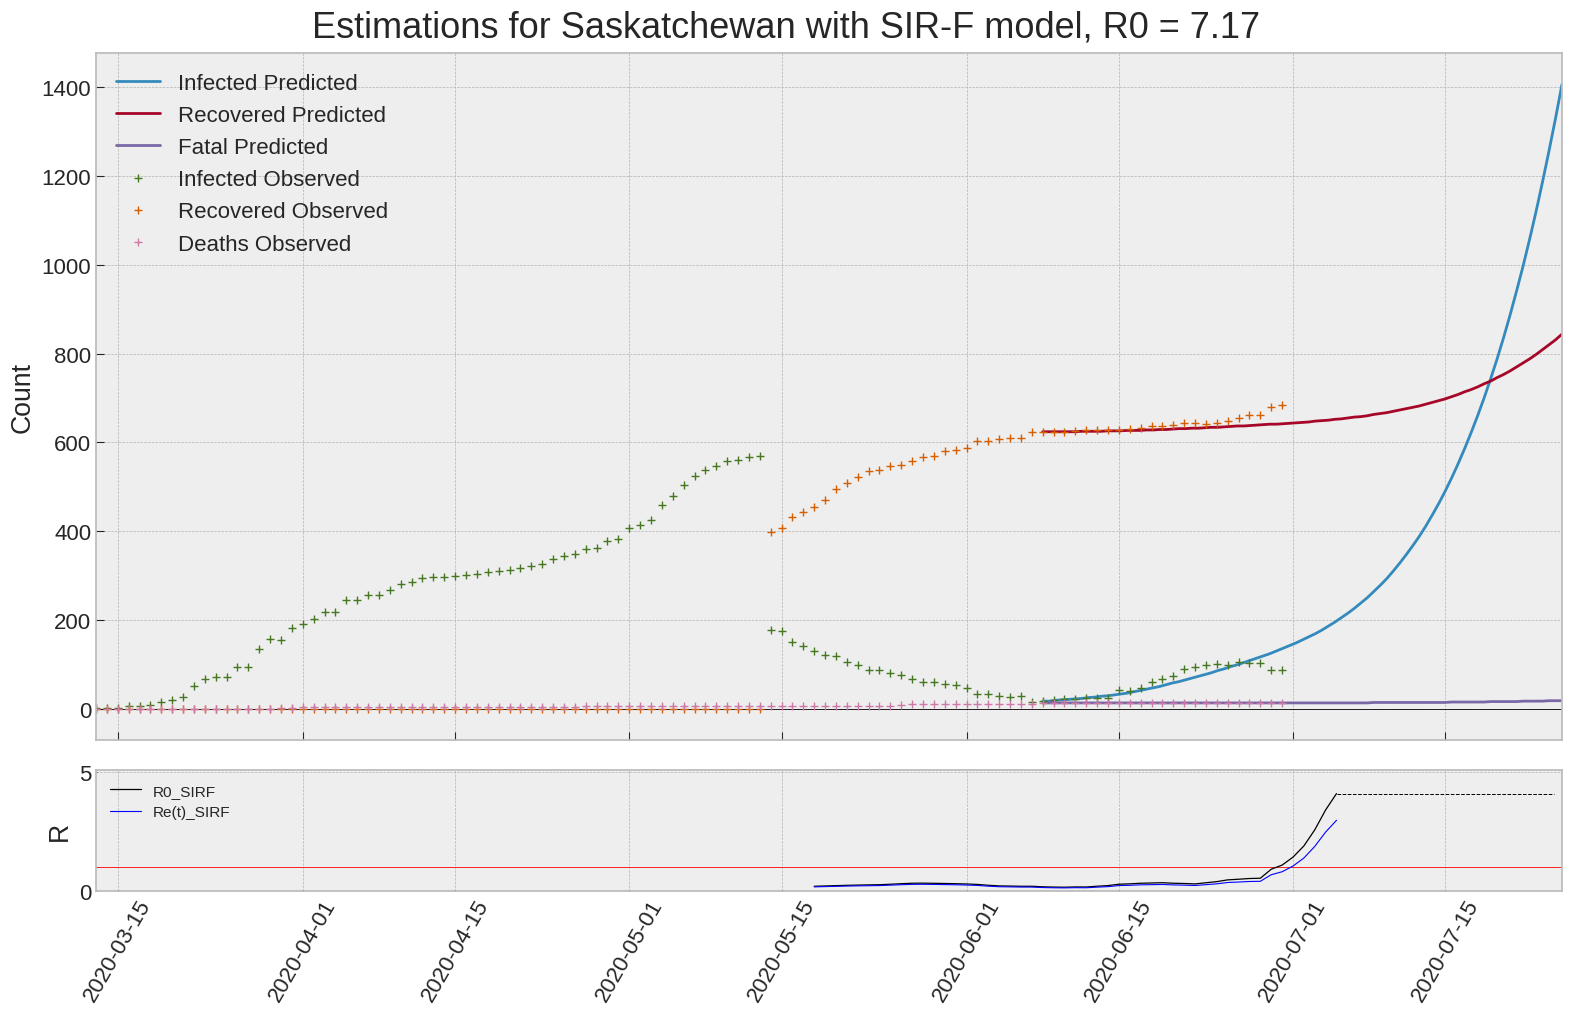 Estimations for Saskatchewan with SIR-F model, R0 = 7.17
Infected Predicted
Recovered Predicted
Fatal Predicted
Infected Observed
Recovered Observed
Deaths Observed
Count
1400
1200
1000
800
600
400
200
0
R0_SIRF
Re(t)_SIRF
R
5
0
2020-03-15
2020-04-01
2020-04-15
2020-05-01
2020-05-15
2020-06-01
2020-06-15
2020-07-01
2020-07-15